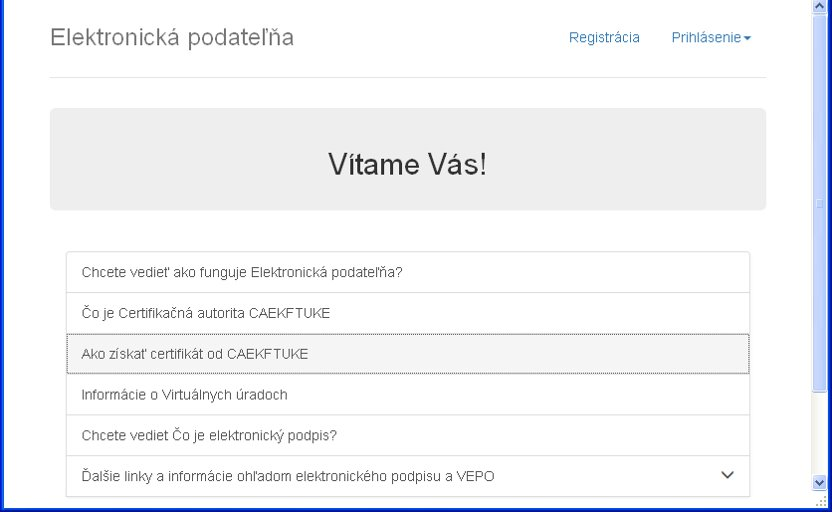 Elektronická podateľňa
Registrácia
Prihlásenie
Vítame Vás!
Chcete vedieť ako funguje Elektronická podateľňa?
Čo je Certifikačná autorita CAEKFTUKE
Ako získať certifikát od CAEKFTUKE
Informácie o Virtuálnych úradoch
Chcete vediet Čo je elektronický podpis?
Ďalšie linky a informácie ohľadom elektronického podpisu a VEPO